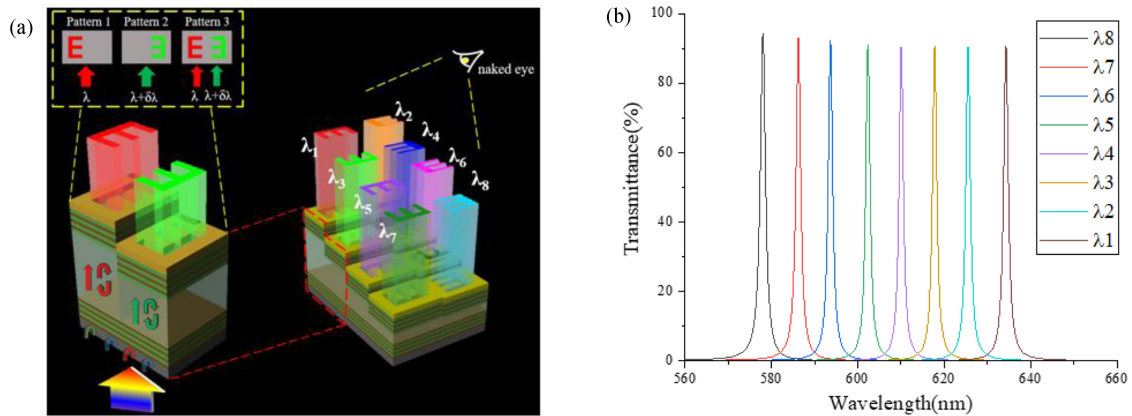 (a)
Pattern 1 Pattern 2 Pattern 3
E Ǝ E Ǝ
λ λ+δλ λ λ+δλ
naked eye
λ1 λ2
λ3 λ4
λ5 λ6
λ7 λ8
(b)
100
80
60
40
20
0
Transmittance(%)
560 580 600 620 640 660
Wavelength(nm)
λ8
λ7
λ6
λ5
λ4
λ3
λ2
λ1